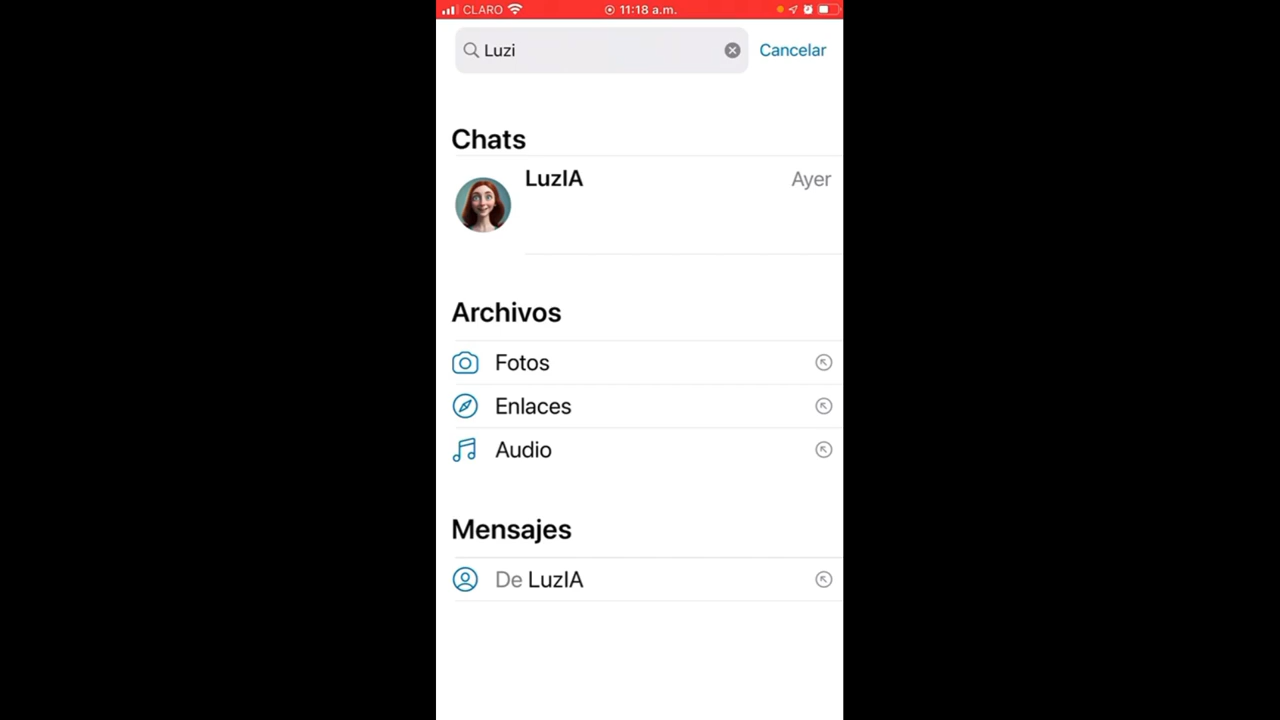 CLARO 11:18 a.m.
Luzi Cancelar
Chats
LuzIA Ayer
Archivos
Fotos
Enlaces
Audio
Mensajes
De LuzIA